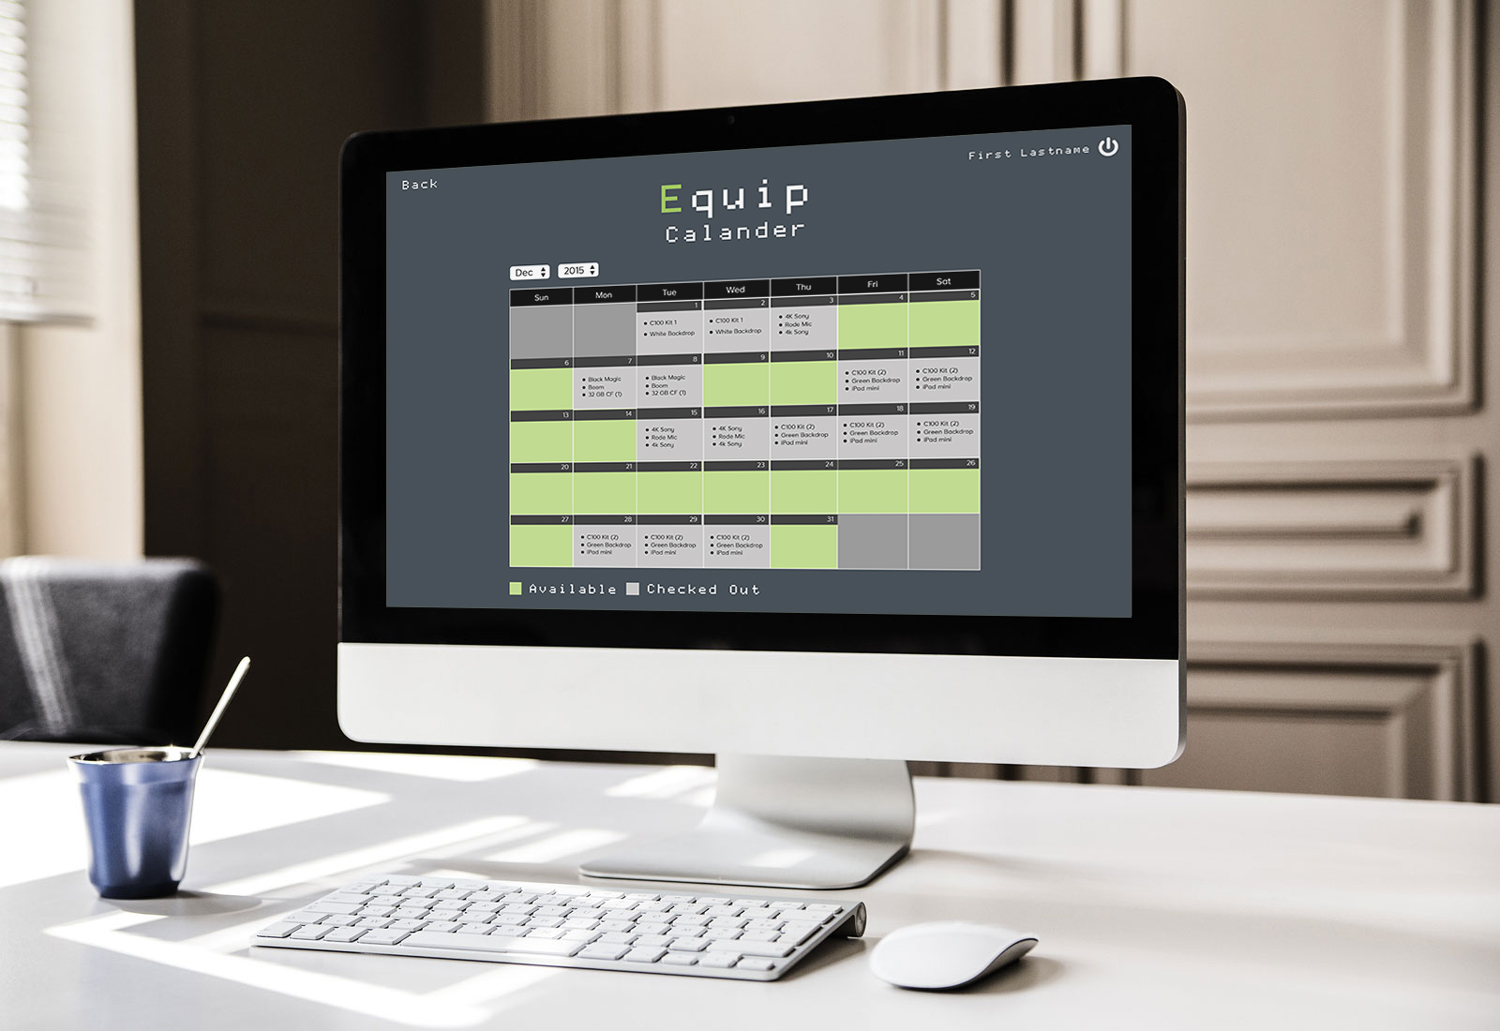 Back
First Lastname
Equip
Calander
Dec 2015
Sun Mon Tue Wed Thu Fri Sat
1 2 3 4 5
C100 Kit 1
White Backdrop
C100 Kit 1
White Backdrop
4K Sony
Rode Mic
4k Sony
6 7 8 9 10 11 12
Black Magic
Boom
32 GB CF (1)
Black Magic
Boom
32 GB CF (1)
C100 Kit (2)
Green Backdrop
iPad mini
C100 Kit (2)
Green Backdrop
iPad mini
13 14 15 16 17 18 19
4K Sony
Rode Mic
4k Sony
4K Sony
Rode Mic
4k Sony
C100 Kit (2)
Green Backdrop
iPad mini
C100 Kit (2)
Green Backdrop
iPad mini
C100 Kit (2)
Green Backdrop
iPad mini
20 21 22 23 24 25 26
27 28 29 30 31
C100 Kit (2)
Green Backdrop
iPad mini
C100 Kit (2)
Green Backdrop
iPad mini
C100 Kit (2)
Green Backdrop
iPad mini
Available Checked Out